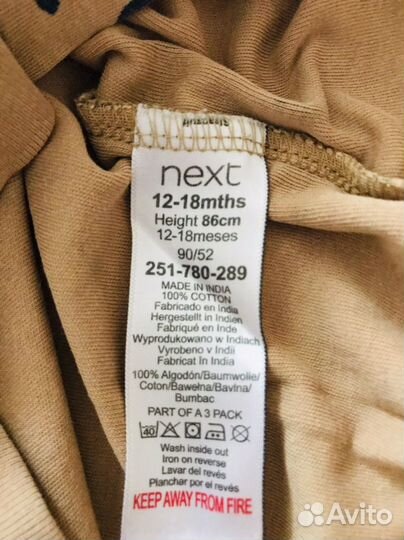 next
12-18mths
Height 86cm
12-18meses
90/52
251-780-289
MADE IN INDIA
100% COTTON
Fabricado en India
Hergestellt in Indien
Fabriqué en Inde
Wyprodukowano w Indiach
Vyrobeno v Indii
Fabricat în India
100% Algodón/Baumwolle/
Coton/Bawełna/Bavlna/
Bumbac
PART OF A 3 PACK
40
Wash inside out
Iron on reverse
Lavar del revés
Planchar por el revés
KEEP AWAY FROM FIRE
Avito